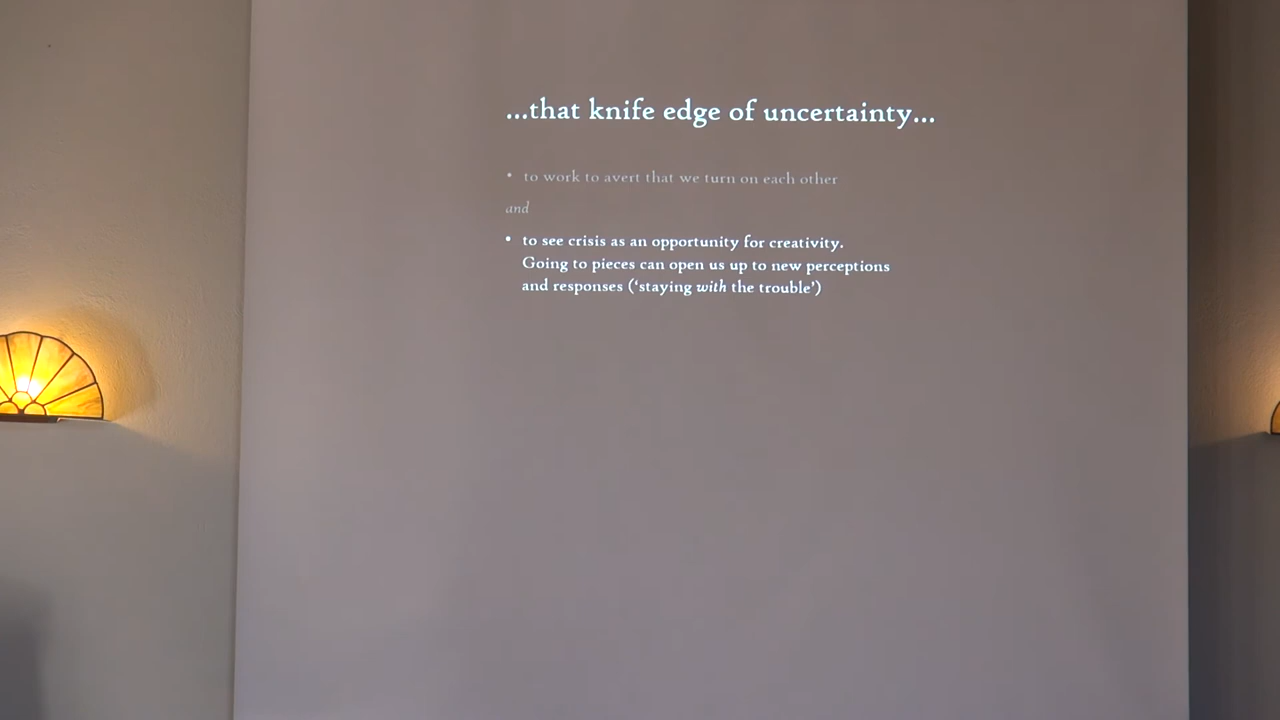 ...that knife edge of uncertainty...
• to work to avert that we turn on each other
and
• to see crisis as an opportunity for creativity.
Going to pieces can open us up to new perceptions
and responses (‘staying with the trouble’)